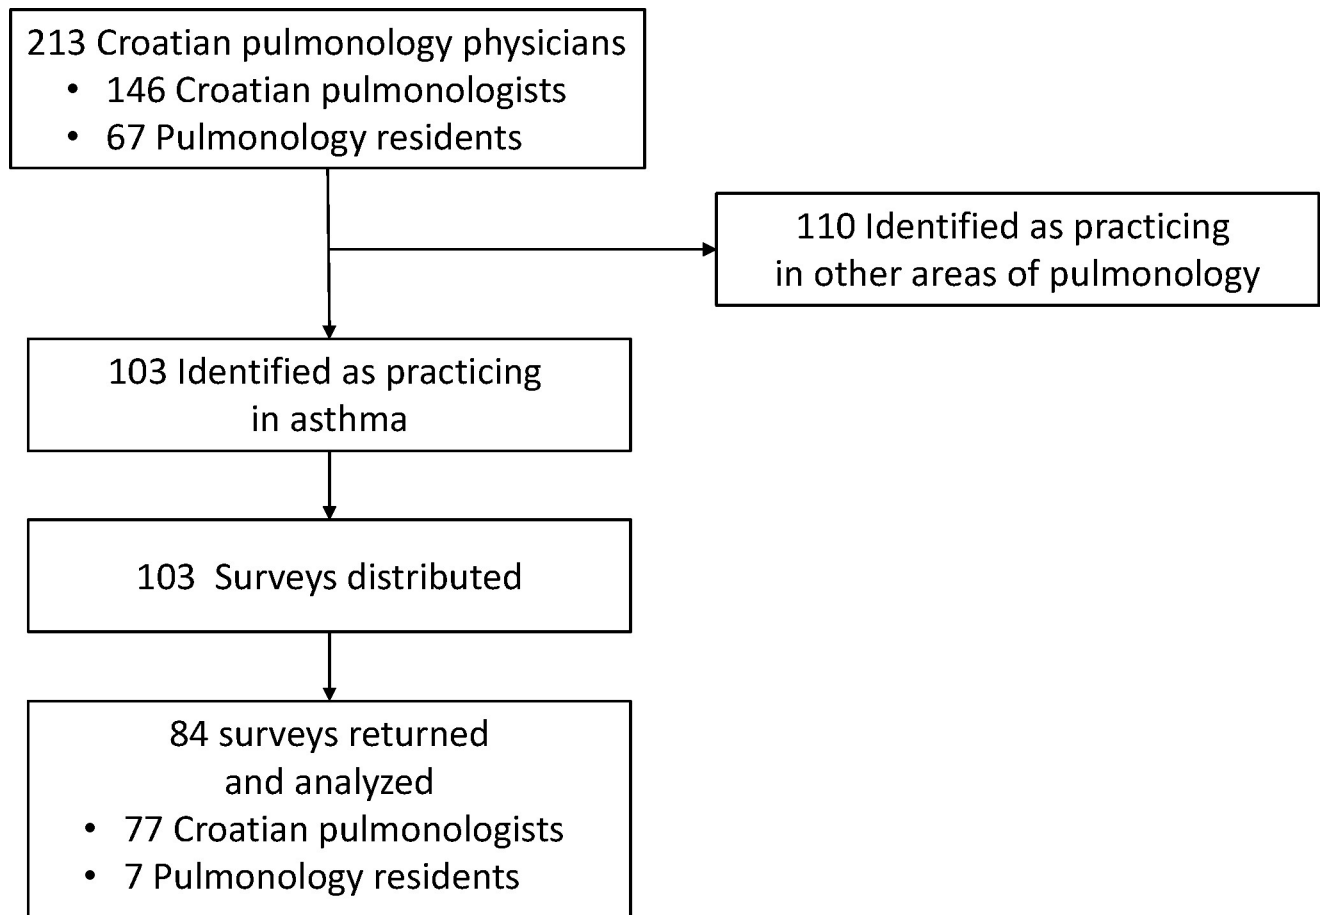 213 Croatian pulmonology physicians
• 146 Croatian pulmonologists
• 67 Pulmonology residents
110 Identified as practicing
in other areas of pulmonology
103 Identified as practicing
in asthma
103  Surveys distributed
84 surveys returned
and analyzed
• 77 Croatian pulmonologists
• 7 Pulmonology residents